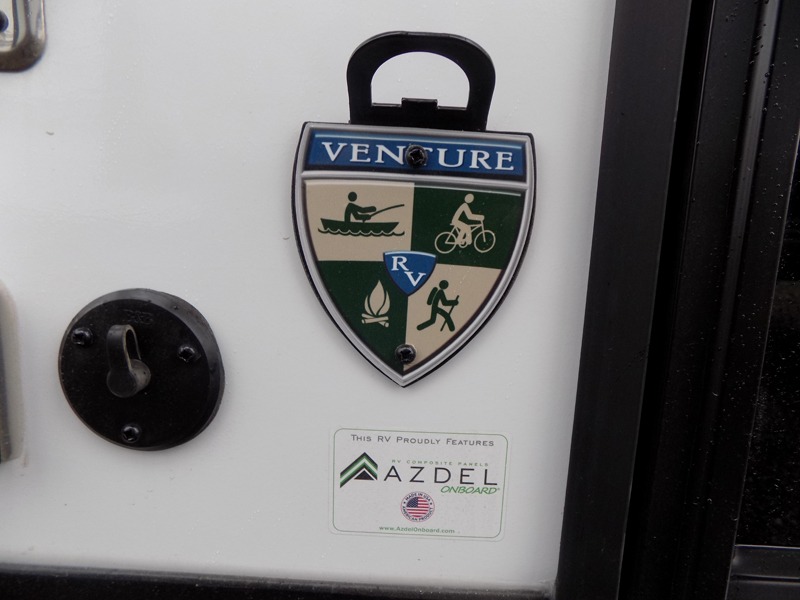 VENTURE
RV
THIS RV PROUDLY FEATURES
RV COMPOSITE PANELS
AZDEL
ONBOARD®
MADE IN USA
www.AzdelOnboard.com